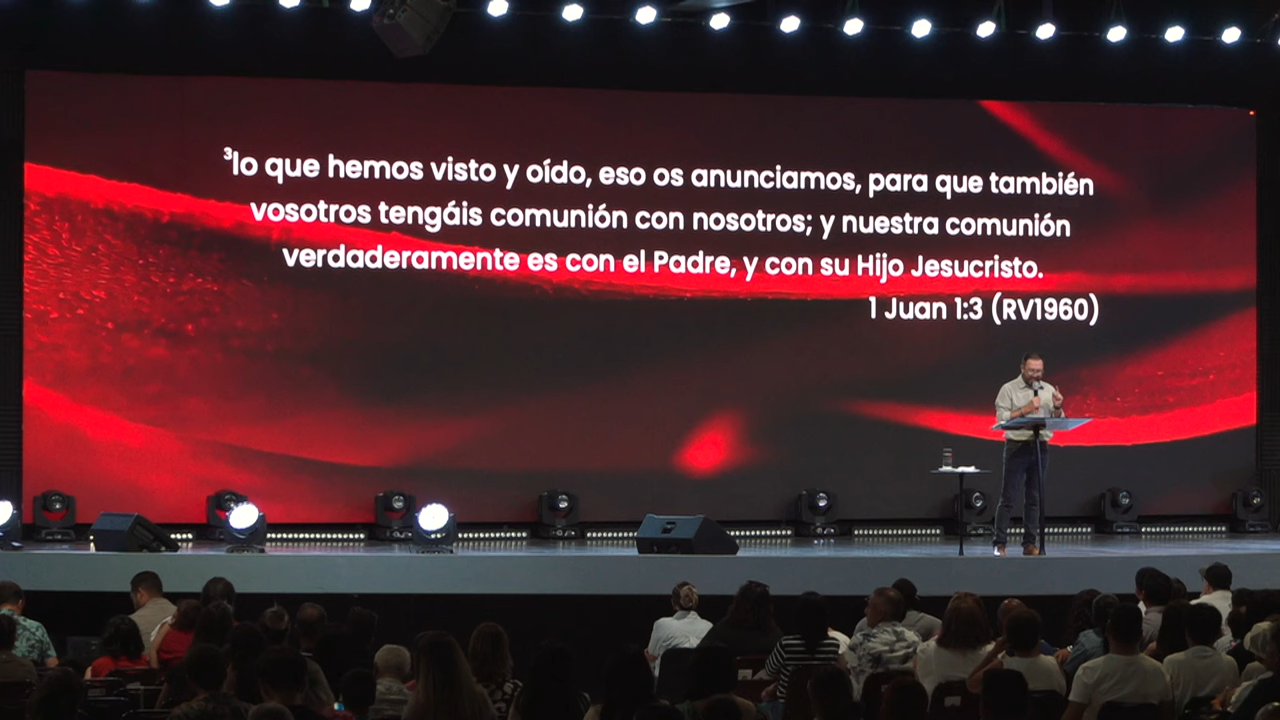 ³lo que hemos visto y oído, eso os anunciamos, para que también
vosotros tengáis comunión con nosotros; y nuestra comunión
verdaderamente es con el Padre, y con su Hijo Jesucristo.
1 Juan 1:3 (RV1960)